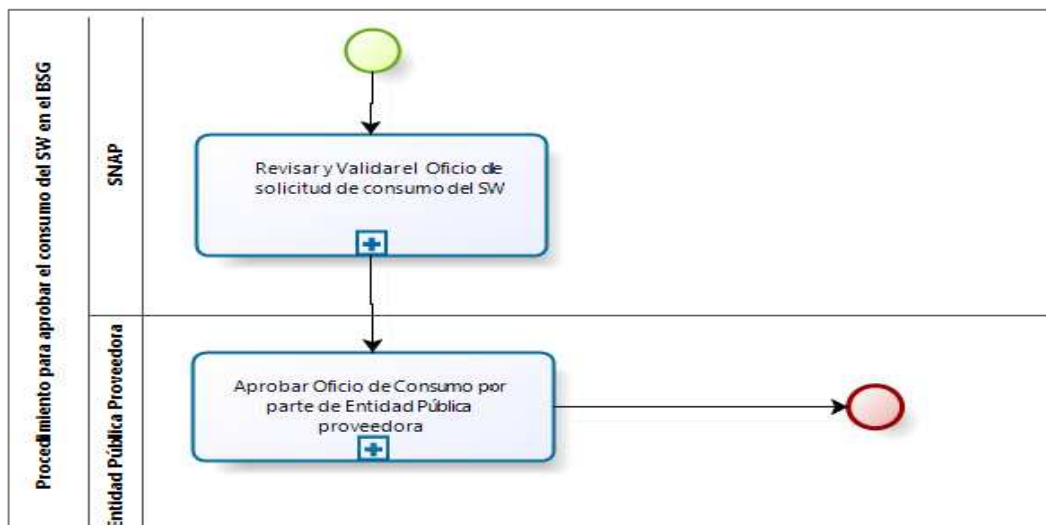 Procedimiento para aprobar el consumo del SW en el BSG
SNAP
Revisar y Validar el Oficio de
solicitud de consumo del SW
Entidad Pública Proveedora
Aprobar Oficio de Consumo por
parte de Entidad Pública
proveedora